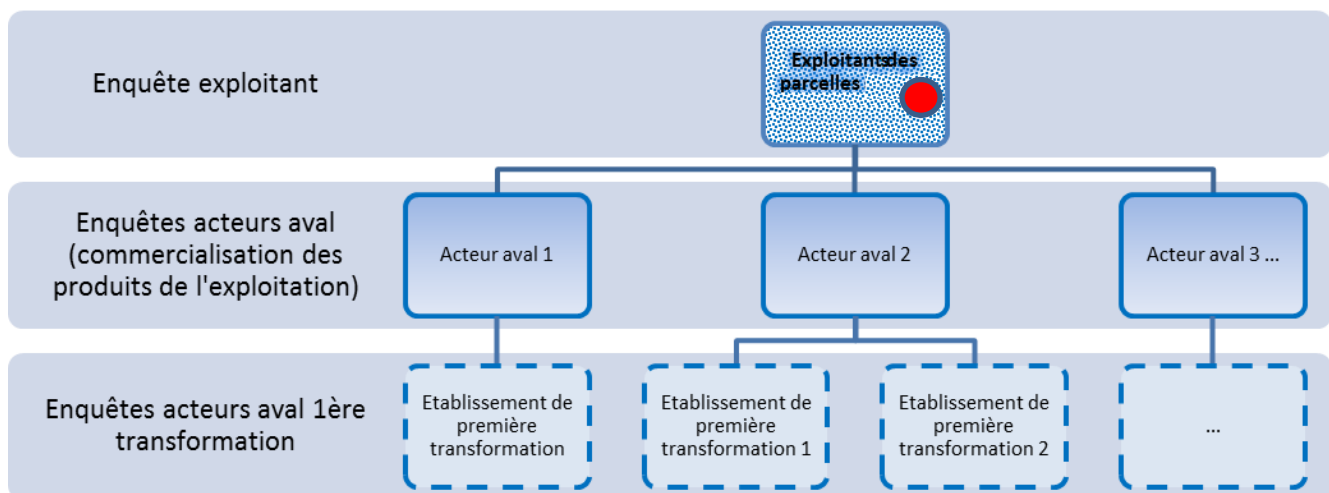 Enquête exploitant
Exploitants des
parcelles
Enquêtes acteurs aval
(commercialisation des
produits de l'exploitation)
Acteur aval 1
Acteur aval 2
Acteur aval 3 ...
Enquêtes acteurs aval 1ère
transformation
Etablissement de
première
transformation
Etablissement de
première
transformation 1
Etablissement de
première
transformation 2
...